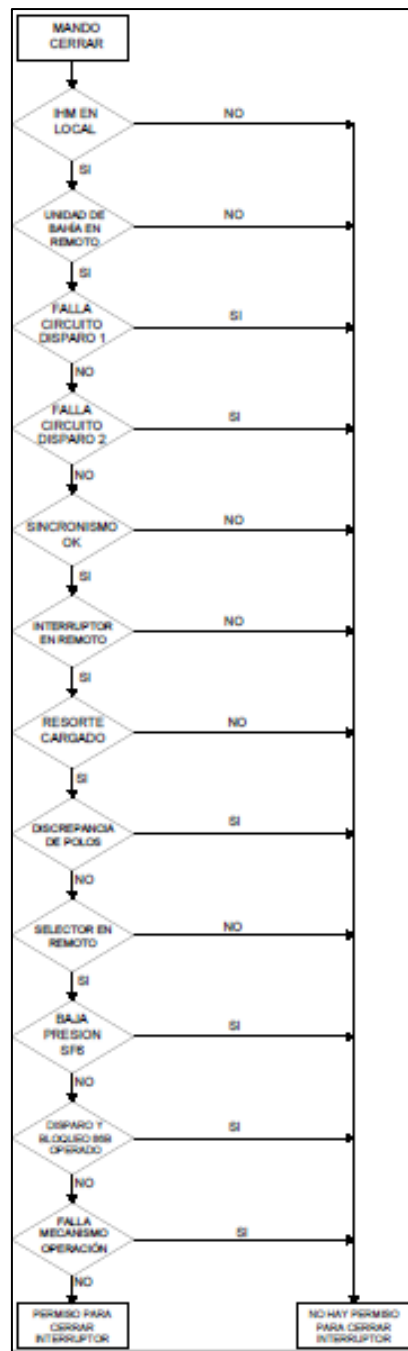 MANDO
CERRAR
IHM EN
LOCAL
NO
SI
UNIDAD DE
BAHÍA EN
REMOTO
NO
SI
FALLA
CIRCUITO
DISPARO 1
SI
NO
FALLA
CIRCUITO
DISPARO 2
SI
NO
SINCRONISMO
OK
NO
SI
INTERRUPTOR
EN REMOTO
NO
SI
RESORTE
CARGADO
NO
SI
DISCREPANCIA
DE POLOS
SI
NO
SELECTOR EN
REMOTO
NO
SI
BAJA
PRESION
SF6
SI
NO
DISPARO Y
BLOQUEO 86B
OPERADO
SI
NO
FALLA
MECANISMO
OPERACIÓN
SI
NO
PERMISO PARA
CERRAR
INTERRUPTOR
NO HAY PERMISO
PARA CERRAR
INTERRUPTOR